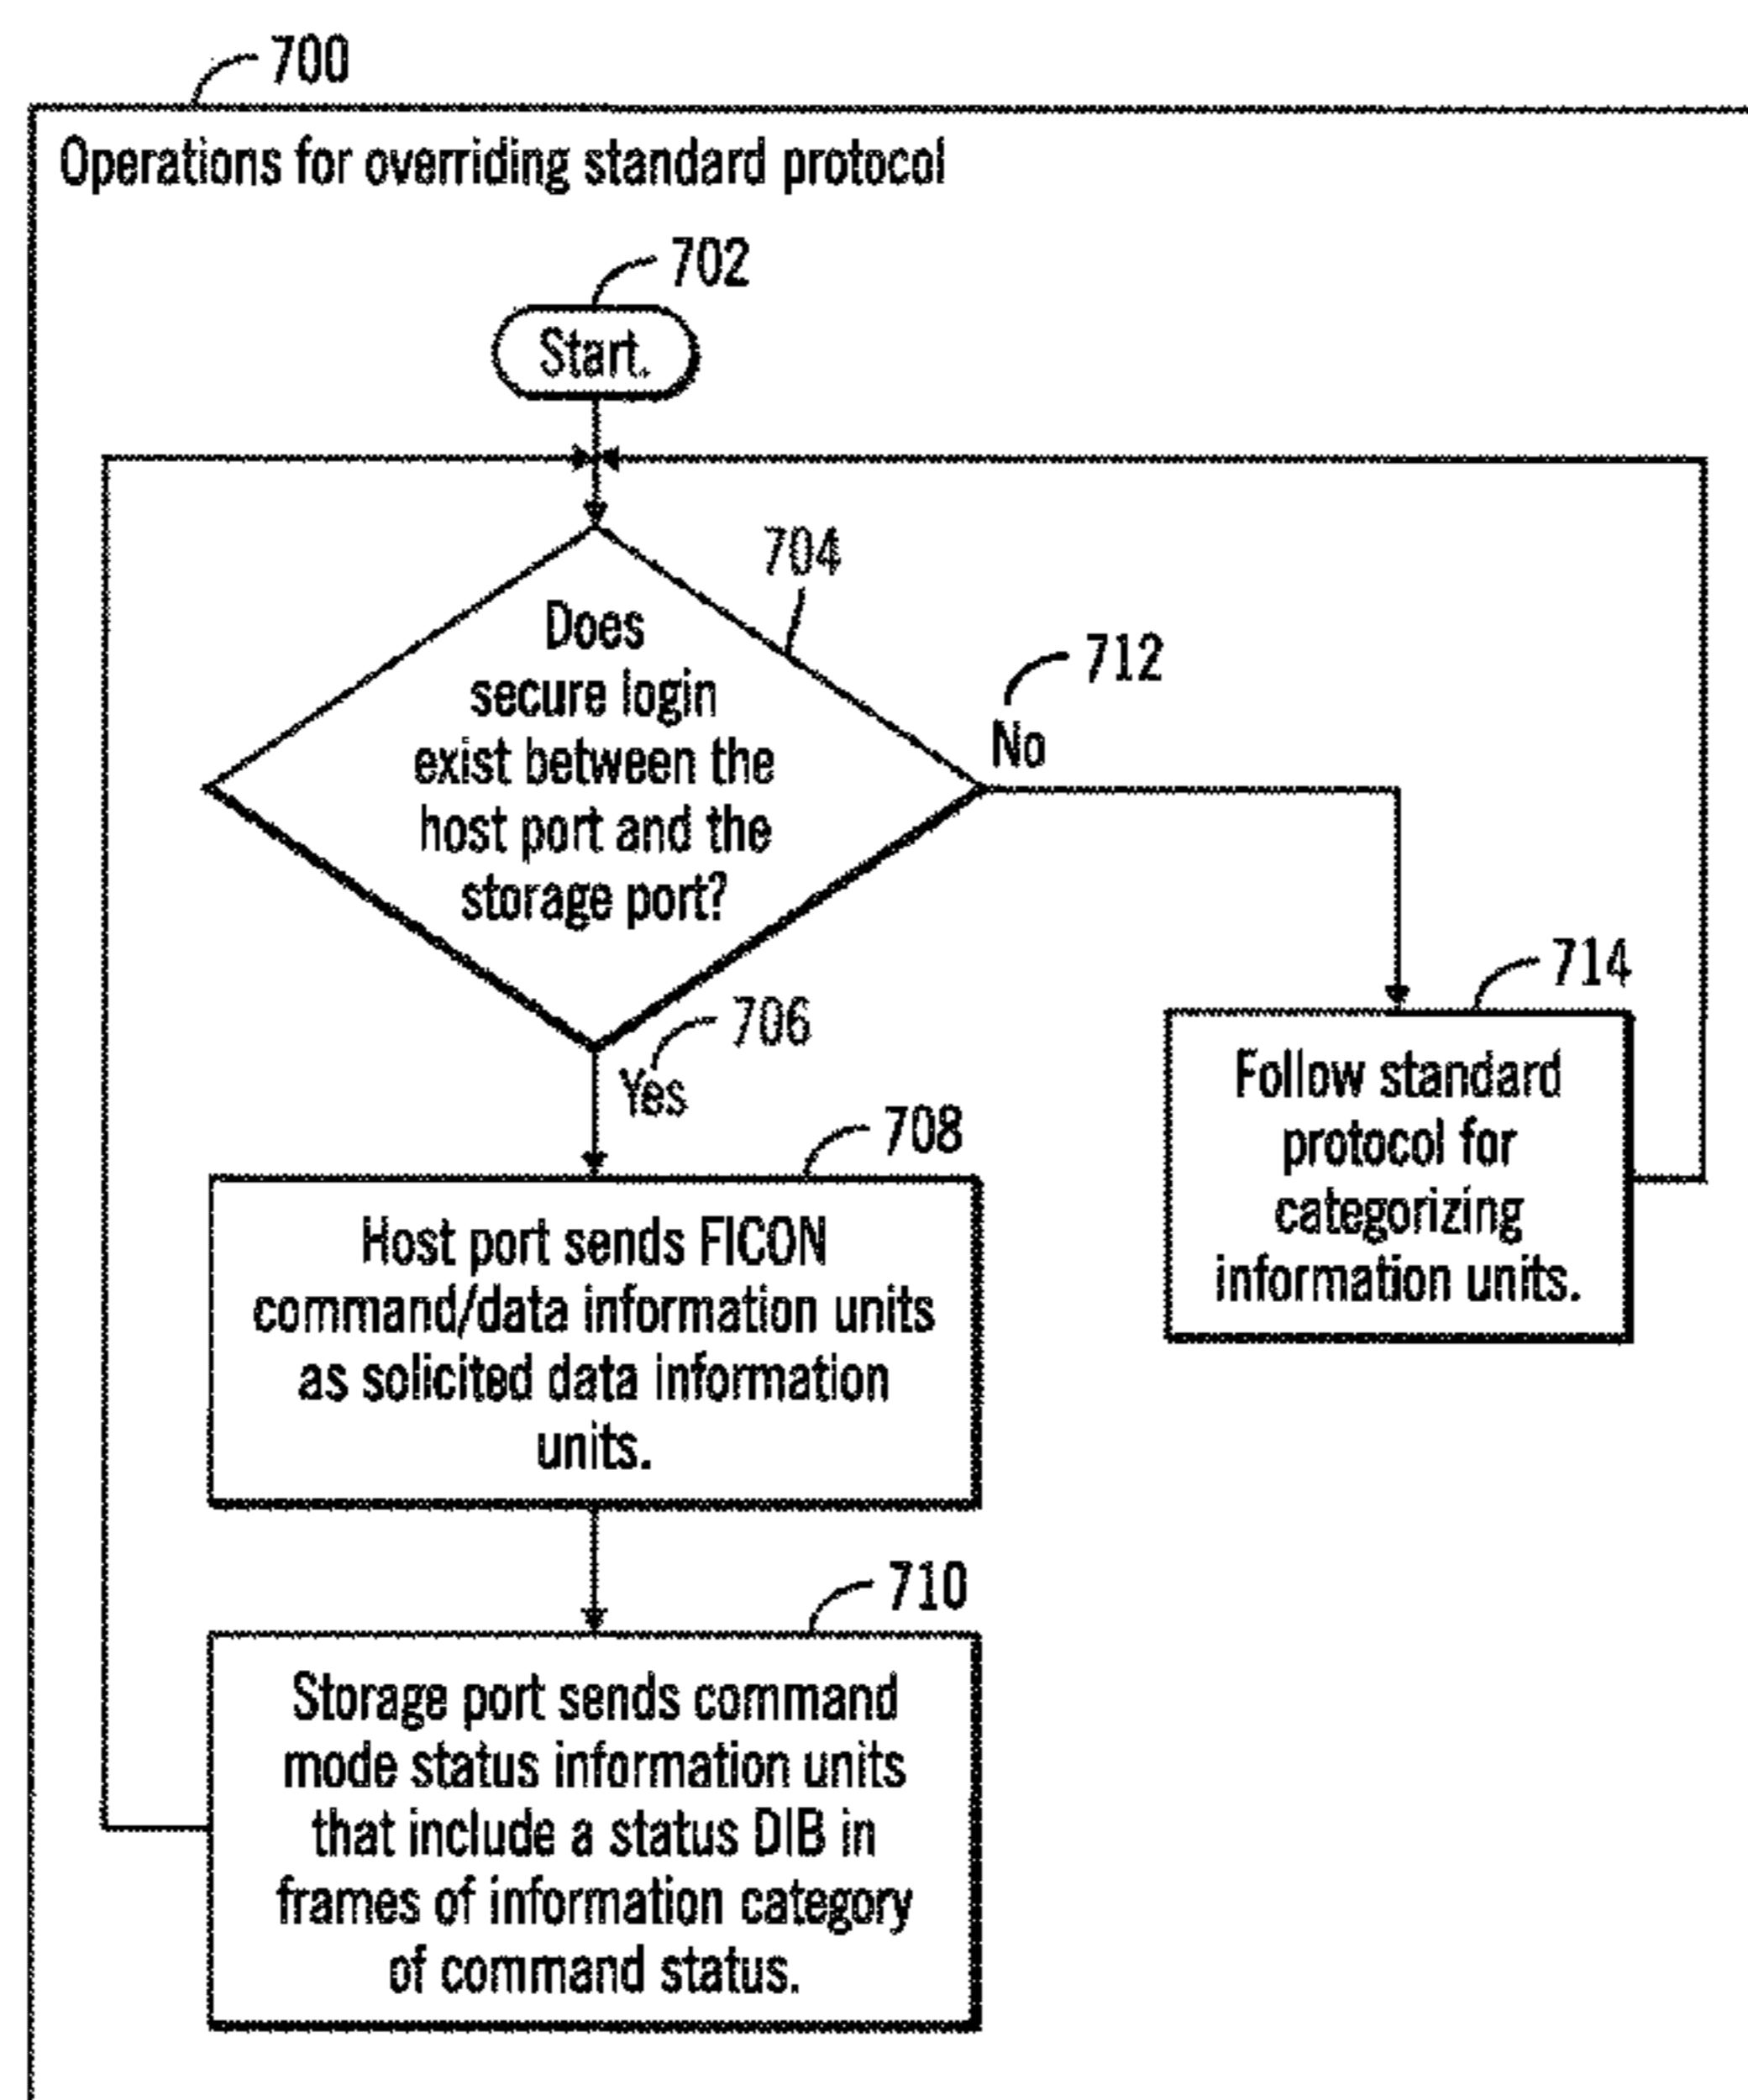 700
Operations for overriding standard protocol
702
Start.
704
Does
secure login
exist between the
host port and the
storage port?
712
No
706
Yes
714
Follow standard
protocol for
categorizing
information units.
708
Host port sends FICON
command/data information units
as solicited data information
units.
710
Storage port sends command
mode status information units
that include a status DIB in
frames of information category
of command status.